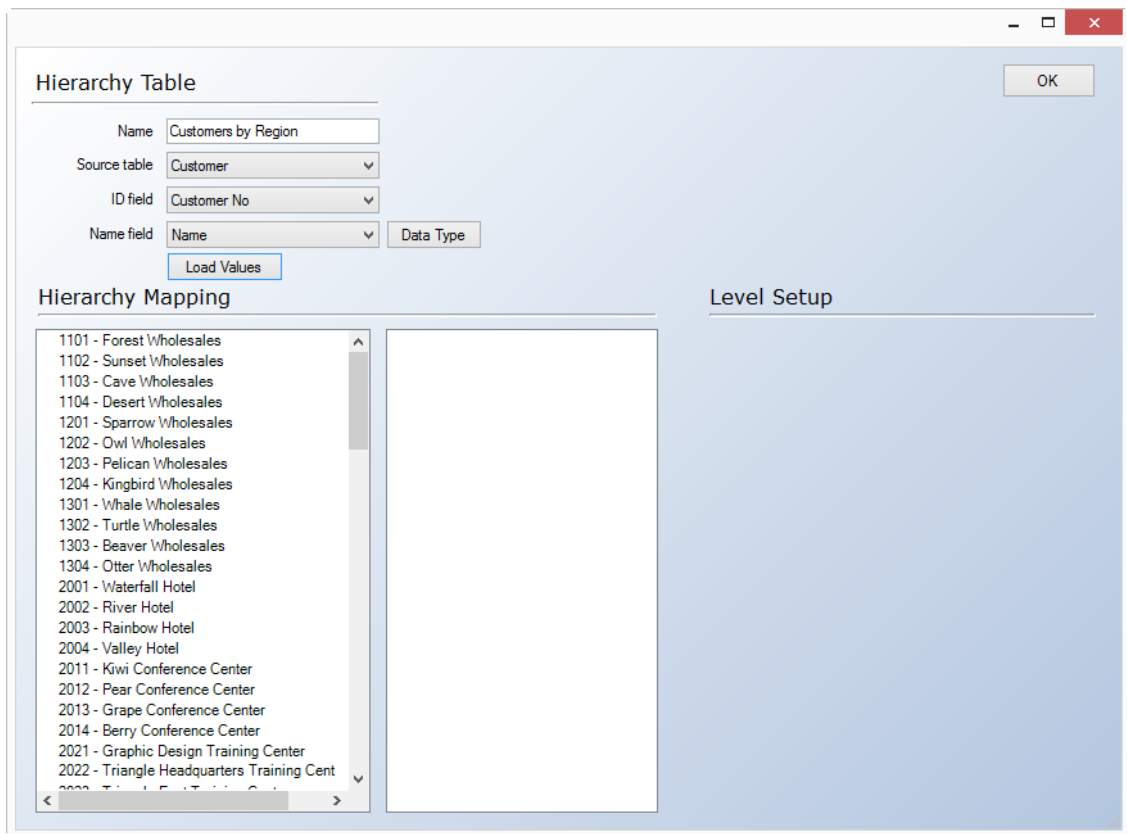 Hierarchy Table
OK
Name Customers by Region
Source table Customer
ID field Customer No
Name field Name Data Type
Load Values
Hierarchy Mapping
Level Setup
1101 - Forest Wholesales
1102 - Sunset Wholesales
1103 - Cave Wholesales
1104 - Desert Wholesales
1201 - Sparrow Wholesales
1202 - Owl Wholesales
1203 - Pelican Wholesales
1204 - Kingbird Wholesales
1301 - Whale Wholesales
1302 - Turtle Wholesales
1303 - Beaver Wholesales
1304 - Otter Wholesales
2001 - Waterfall Hotel
2002 - River Hotel
2003 - Rainbow Hotel
2004 - Valley Hotel
2011 - Kiwi Conference Center
2012 - Pear Conference Center
2013 - Grape Conference Center
2014 - Berry Conference Center
2021 - Graphic Design Training Center
2022 - Triangle Headquarters Training Cent